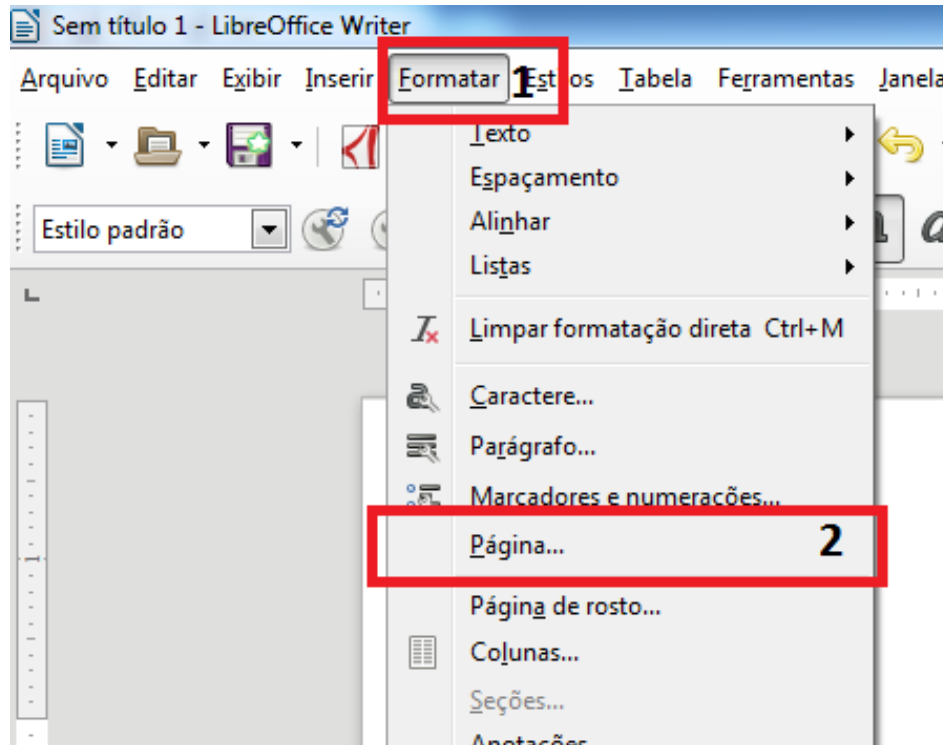 Sem título 1 - LibreOffice Writer
Arquivo Editar Exibir Inserir Formatar 1 Estilos Tabela Ferramentas Janela
Texto
Espaçamento
Estilo padrão
Alinhar
Listas
Limpar formatação direta Ctrl+M
Caractere...
Parágrafo...
Marcadores e numerações...
Página... 2
Página de rosto...
Colunas...
Seções...
Anotações